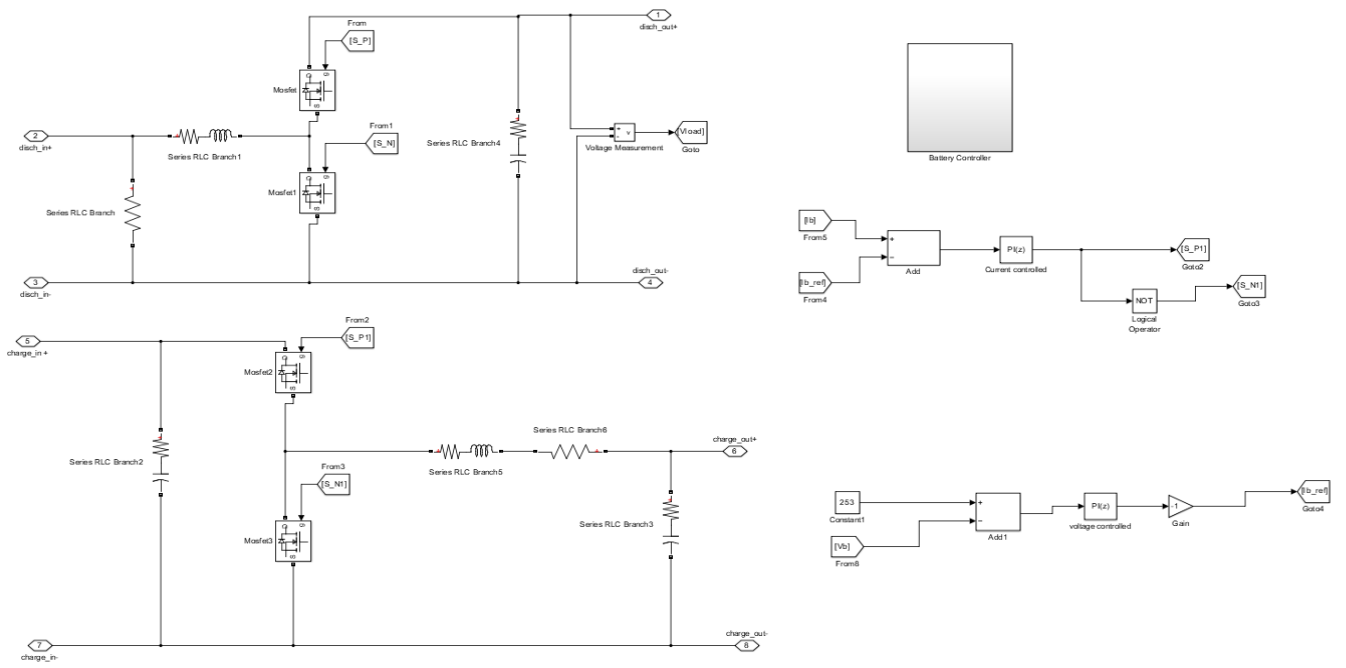 1
disch_out+
From
[S_P]
g
D
S
Mosfet
From1
[S_N]
g
D
S
Mosfet1
2
disch_in+
Series RLC Branch1
Series RLC Branch
Series RLC Branch4
+
-
v
Voltage Measurement
[Vload]
Goto
3
disch_in-
disch_out-
4
Battery Controller
[Ib]
From5
[Ib_ref]
From4
+
−
Add
PI(z)
Current controlled
[S_P1]
Goto2
NOT
Logical
Operator
[S_N1]
Goto3
5
charge_in +
From2
[S_P1]
g
D
S
Mosfet2
Series RLC Branch2
Series RLC Branch5
Series RLC Branch6
charge_out+
6
From3
[S_N1]
g
D
S
Mosfet3
Series RLC Branch3
7
charge_in-
charge_out-
8
253
Constant1
[Vb]
From8
+
−
Add1
PI(z)
voltage controlled
-1
Gain
[Ib_ref]
Goto4